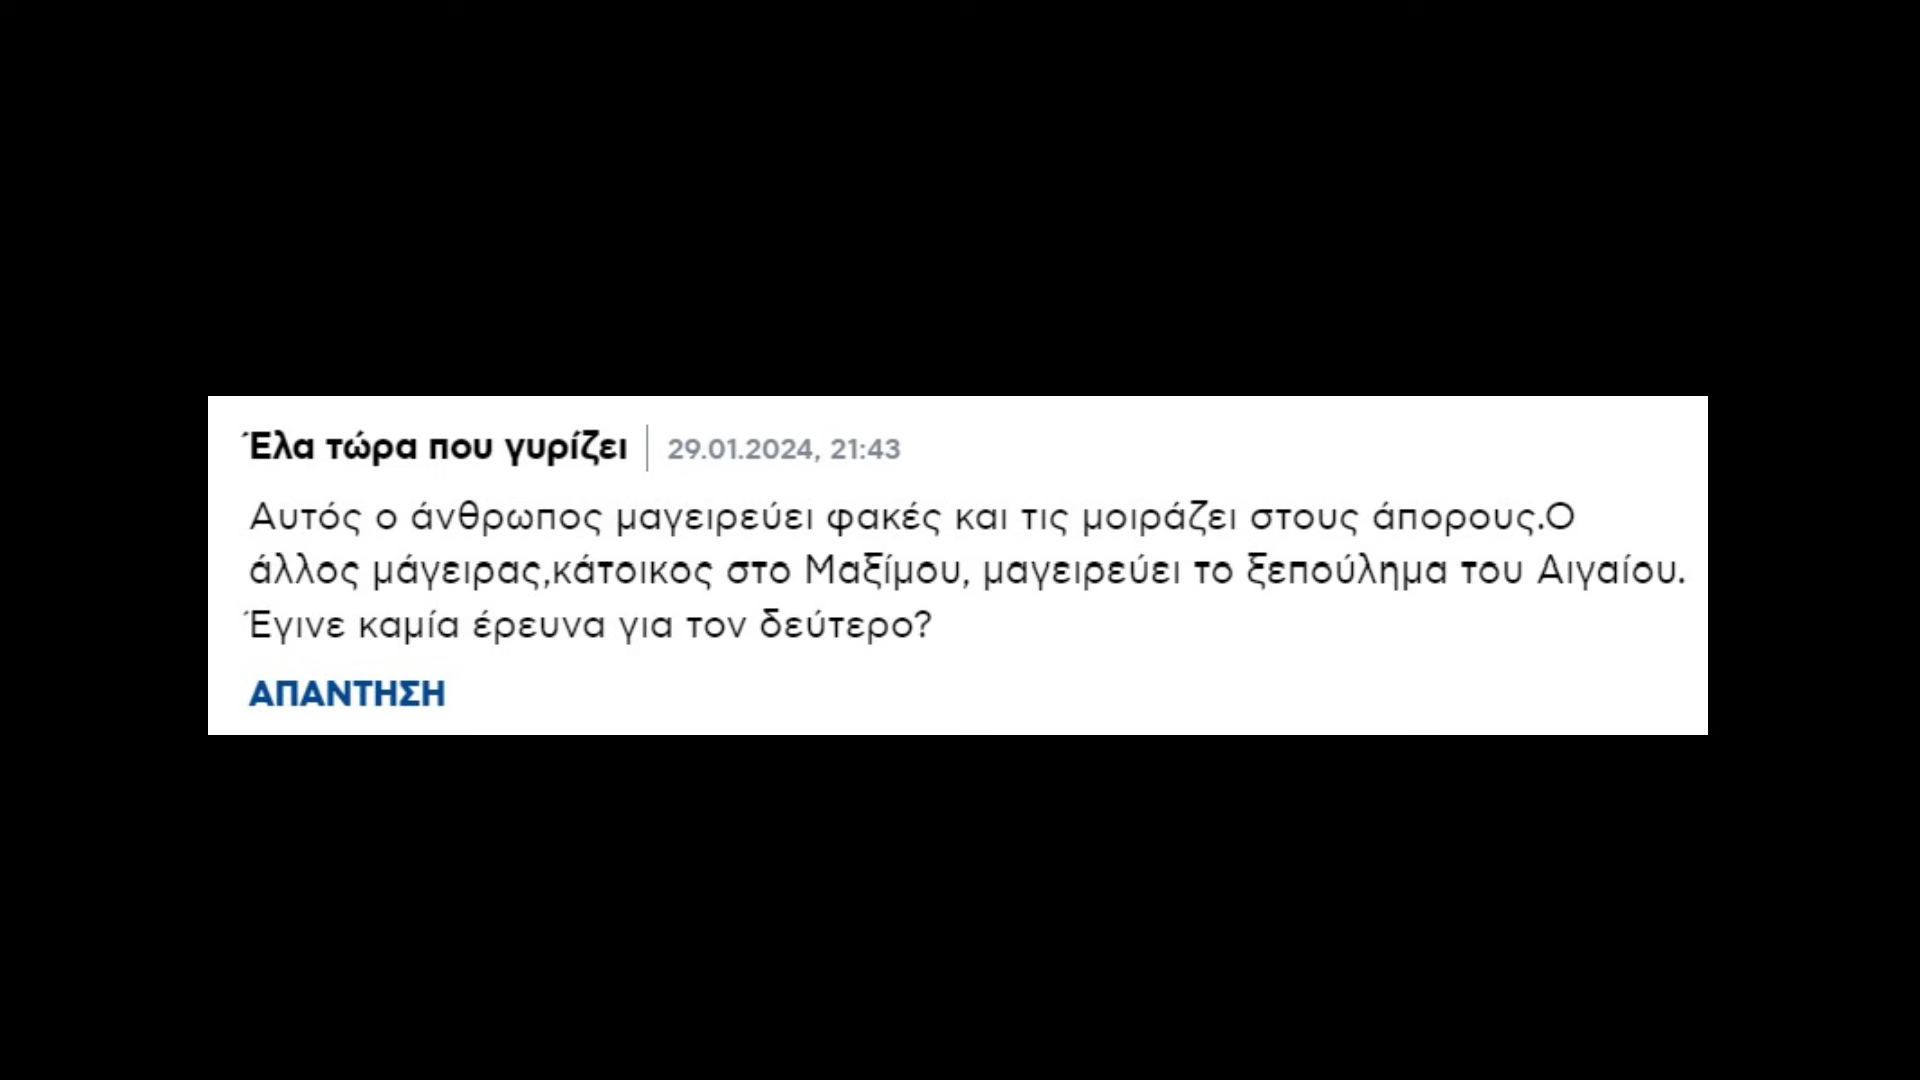 Έλα τώρα που γυρίζει | 29.01.2024, 21:43
Αυτός ο άνθρωπος μαγειρεύει φακές και τις μοιράζει στους άπορους.Ο
άλλος μάγειρας,κάτοικος στο Μαξίμου, μαγειρεύει το ξεπούλημα του Αιγαίου.
Έγινε καμία έρευνα για τον δεύτερο?
ΑΠΑΝΤΗΣΗ